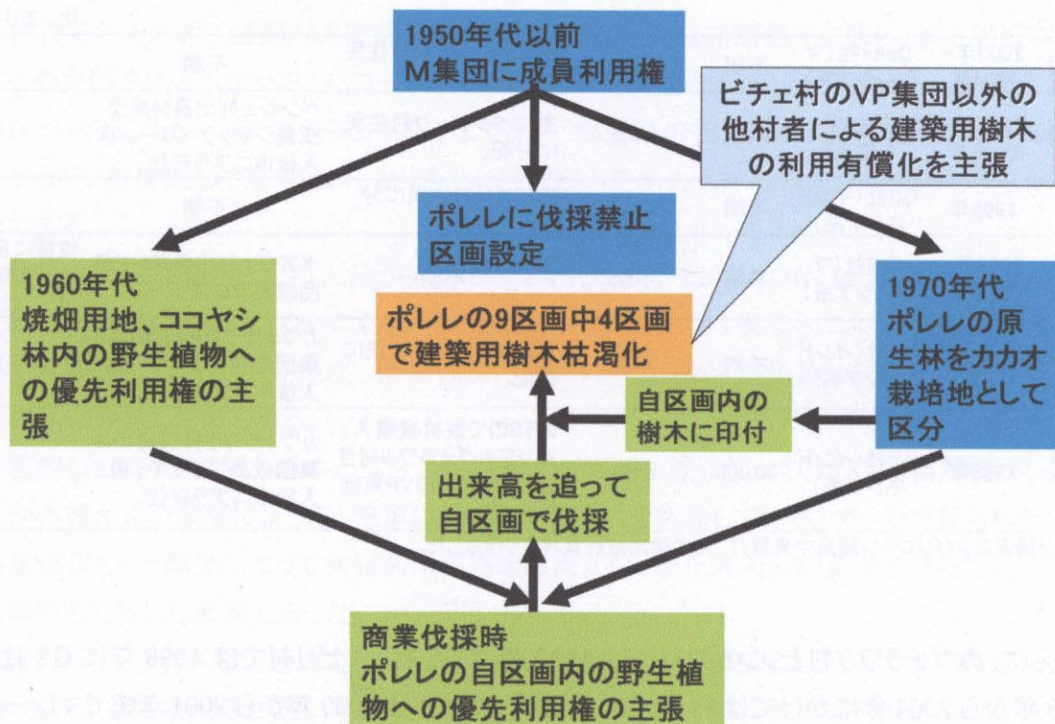 1950年代以前
M集団に成員利用権
ビチェ村のVP集団以外の
他村者による建築用樹木
の利用有償化を主張
ポレレに伐採禁止
区画設定
1960年代
焼畑用地、ココヤシ
林内の野生植物へ
の優先利用権の主
張
ポレレの9区画中4区画
で建築用樹木枯渇化
1970年代
ポレレの原
生林をカカオ
栽培地として
区分
自区画内の
樹木に印付
出来高を追って
自区画で伐採
商業伐採時
ポレレの自区画内の野生植
物への優先利用権の主張